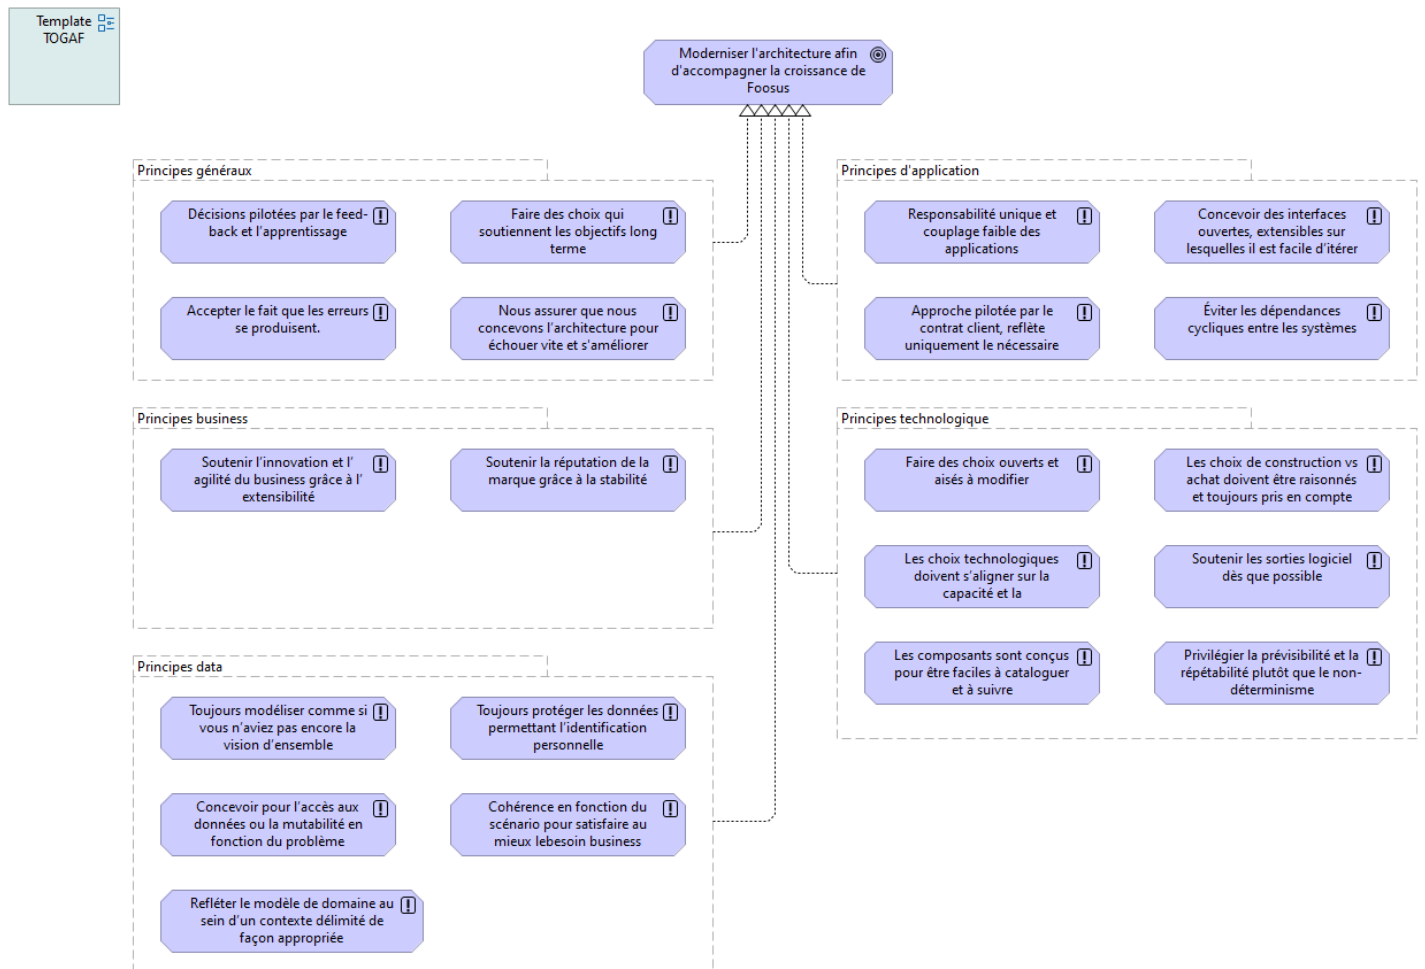 Template
TOGAF
Moderniser l'architecture afin
d'accompagner la croissance de
Foosus
Principes généraux
Décisions pilotées par le feed-
back et l'apprentissage
Faire des choix qui
soutiennent les objectifs long
terme
Accepter le fait que les erreurs
se produisent.
Nous assurer que nous
concevons l'architecture pour
échouer vite et s'améliorer
Principes d'application
Responsabilité unique et
couplage faible des
applications
Concevoir des interfaces
ouvertes, extensibles sur
lesquelles il est facile d'itérer
Approche pilotée par le
contrat client, reflète
uniquement le nécessaire
Éviter les dépendances
cycliques entre les systèmes
Principes business
Soutenir l'innovation et l'
agilité du business grâce à l'
extensibilité
Soutenir la réputation de la
marque grâce à la stabilité
Principes technologique
Faire des choix ouverts et
aisés à modifier
Les choix de construction vs
achat doivent être raisonnés
et toujours pris en compte
Les choix technologiques
doivent s'aligner sur la
capacité et la
Soutenir les sorties logiciel
dès que possible
Les composants sont conçus
pour être faciles à cataloguer
et à suivre
Privilégier la prévisibilité et la
répétabilité plutôt que le non-
déterminisme
Principes data
Toujours modéliser comme si
vous n'aviez pas encore la
vision d'ensemble
Toujours protéger les données
permettant l'identification
personnelle
Concevoir pour l'accès aux
données ou la mutabilité en
fonction du problème
Cohérence en fonction du
scénario pour satisfaire au
mieux lebesoin business
Refléter le modèle de domaine au
sein d'un contexte délimité de
façon appropriée